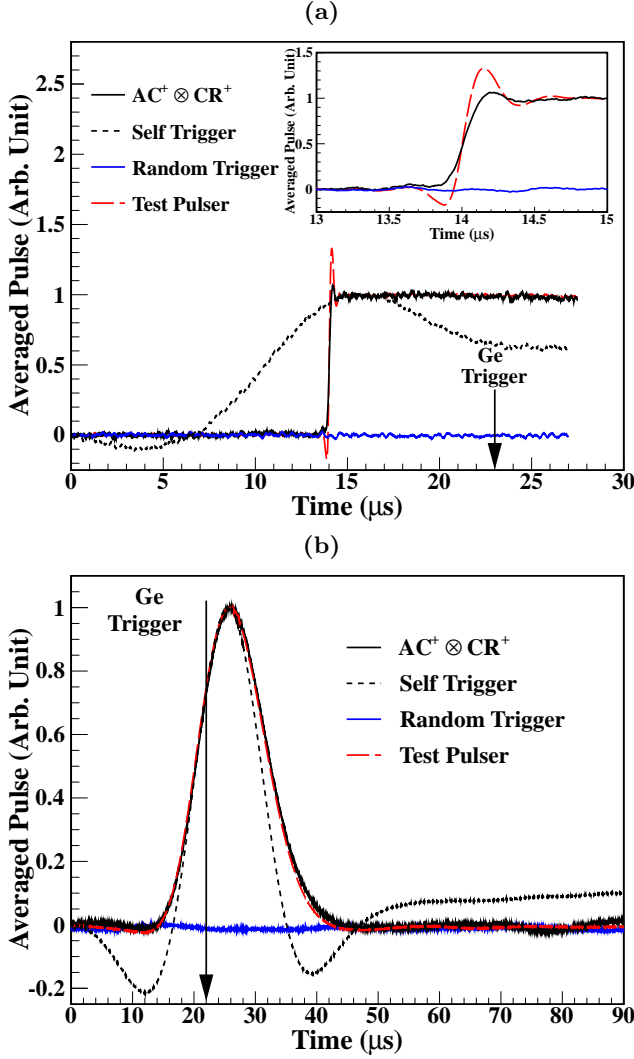 (a)
Averaged Pulse (Arb. Unit)
2.5
2
1.5
1
0.5
0
AC⁺ ⊗ CR⁺
Self Trigger
Random Trigger
Test Pulser
Averaged Pulse (Arb. Unit)
1.5
1.0
0.5
0
13 13.5 14 14.5 15
Time (μs)
Ge
Trigger
0 5 10 15 20 25 30
Time (μs)
(b)
Averaged Pulse (Arb. Unit)
1
0.8
0.6
0.4
0.2
0
-0.2
Ge
Trigger
AC⁺ ⊗ CR⁺
Self Trigger
Random Trigger
Test Pulser
0 10 20 30 40 50 60 70 80 90
Time (μs)